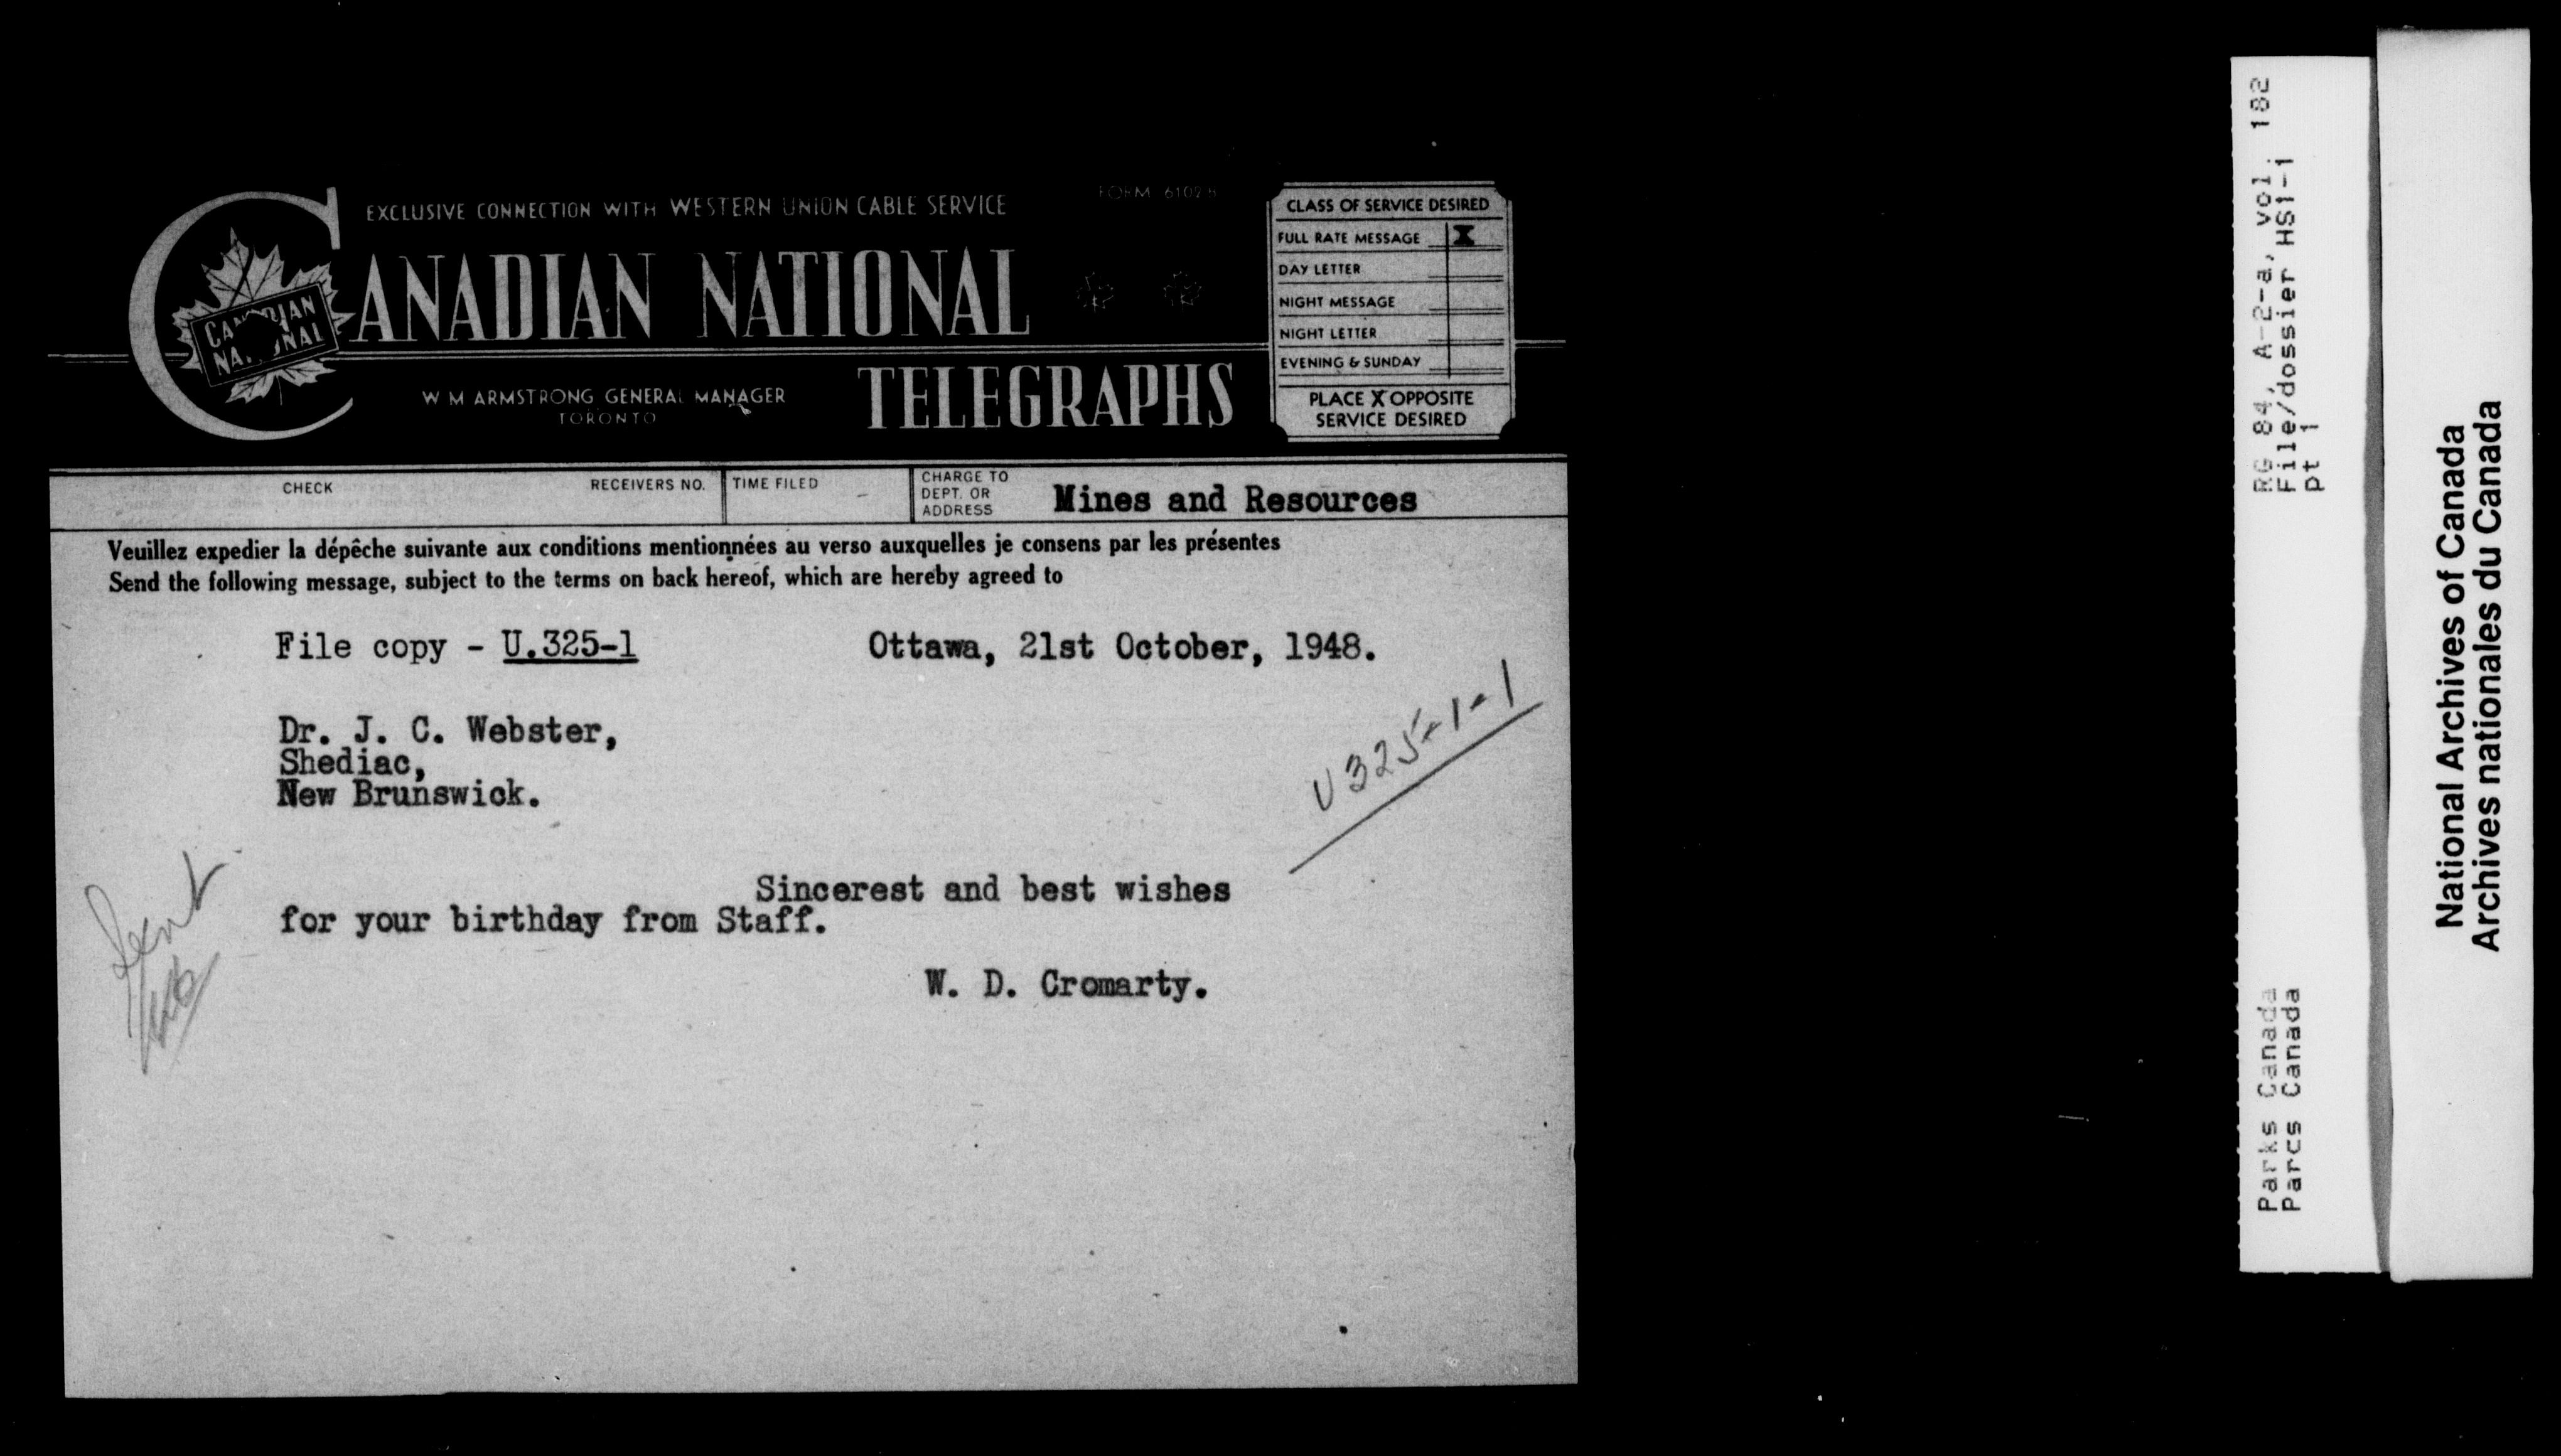 EXCLUSIVE CONNECTION WITH WESTERN UNION CABLE SERVICE
FORM 6102 B
CANADIAN NATIONAL
CANADIAN
NATIONAL
TELEGRAPHS
W M ARMSTRONG GENERAL MANAGER
TORONTO
CLASS OF SERVICE DESIRED
FULL RATE MESSAGE X
DAY LETTER
NIGHT MESSAGE
NIGHT LETTER
EVENING & SUNDAY
PLACE X OPPOSITE
SERVICE DESIRED
CHECK
RECEIVERS NO.
TIME FILED
CHARGE TO
DEPT. OR
ADDRESS
Mines and Resources
Veuillez expedier la dépêche suivante aux conditions mentionnées au verso auxquelles je consens par les présentes
Send the following message, subject to the terms on back hereof, which are hereby agreed to
File copy - U.325-1
Ottawa, 21st October, 1948.
U325-1-1
Dr. J. C. Webster,
Shediac,
New Brunswick.
Sent
Sincerest and best wishes
for your birthday from Staff.
W. D. Cromarty.
RG 84, A-2-a, vol. 182
File/dossier HS1-i
pt 1
Parks Canada
Parcs Canada
National Archives of Canada
Archives nationales du Canada